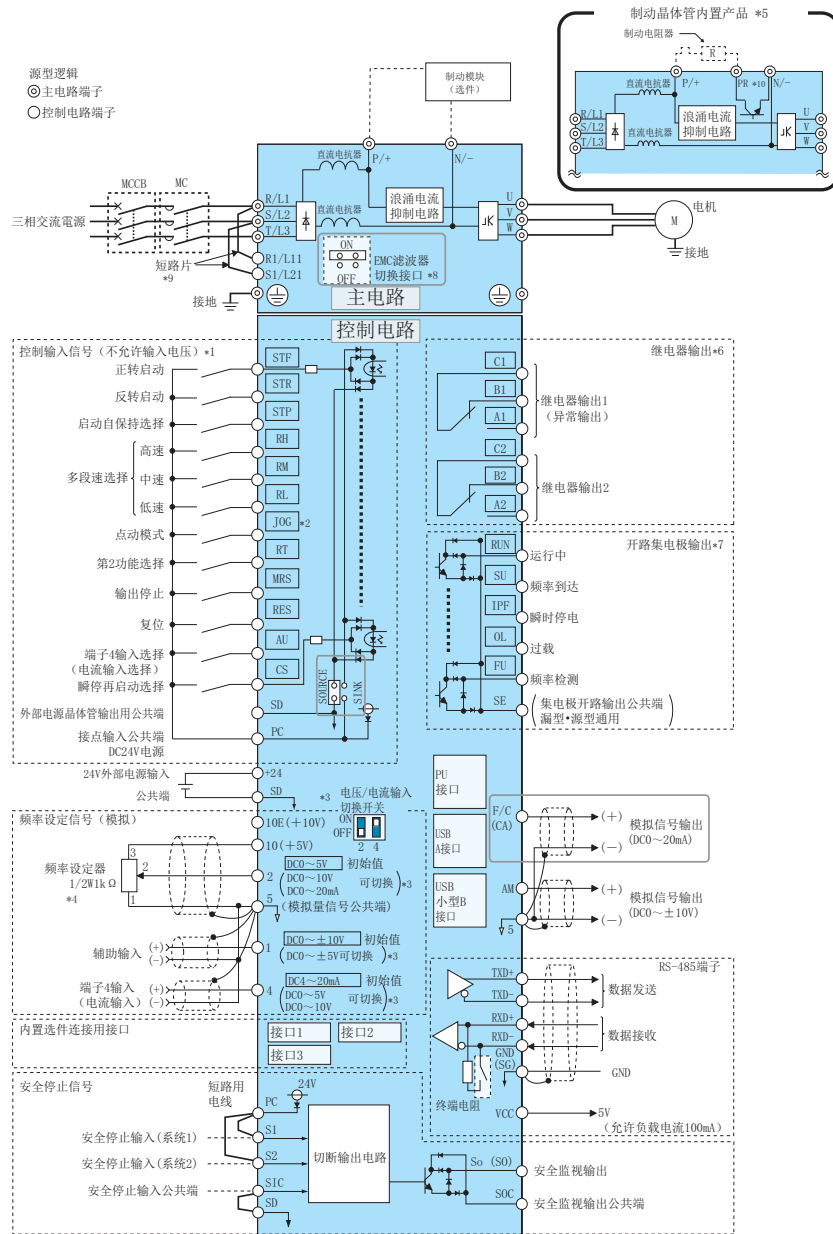 制动晶体管内置产品 *5
制动电阻器
R
直流电抗器
P/+
PR *10
N/-
R/L1
S/L2
T/L3
浪涌电流
抑制电路
直流电抗器
U
V
W
源型逻辑
主电路端子
控制电路端子
制动模块
(选件)
直流电抗器
P/+
N/-
MCCB
MC
三相交流電源
R/L1
S/L2
T/L3
直流电抗器
浪涌电流
抑制电路
U
V
W
电机
M
接地
短路片
*9
R1/L11
S1/L21
ON
OFF
EMC滤波器
切换接口 *8
接地
主电路
控制电路
控制输入信号(不允许输入电压)*1
正转启动
STF
反转启动
STR
启动自保持选择
STP
多段速选择
高速
RH
中速
RM
低速
RL
点动模式
JOG *2
第2功能选择
RT
输出停止
MRS
复位
RES
端子4输入选择
(电流输入选择)
AU
瞬停再启动选择
CS
外部电源晶体管输出用公共端
SD
SOURCE
SINK
接点输入公共端
DC24V电源
PC
继电器输出*6
C1
B1
A1
继电器输出1
(异常输出)
C2
B2
A2
继电器输出2
开路集电极输出*7
RUN
运行中
SU
频率到达
IPF
瞬时停电
OL
过载
FU
频率检测
SE
(集电极开路输出公共端
漏型•源型通用)
24V外部电源输入
+24
公共端
SD
频率设定信号(模拟)
*3
电压/电流输入
切换开关
ON
OFF
2 4
10E(+10V)
10(+5V)
频率设定器
1/2W1kΩ
*4
3
2
1
2
DC0~5V 初始值
(DC0~10V
DC0~20mA 可切换)*3
5
(模拟量信号公共端)
辅助输入
(+)
(-)
1
DC0~±10V 初始值
(DC0~±5V可切换)*3
端子4输入
(电流输入)
(+)
(-)
4
DC4~20mA 初始值
(DC0~5V
DC0~10V 可切换)*3
PU
接口
USB
A接口
USB
小型B
接口
F/C
(CA)
(+)
(-)
模拟信号输出
(DC0~20mA)
AM
5
(+)
(-)
模拟信号输出
(DC0~±10V)
RS-485端子
TXD+
TXD-
数据发送
RXD+
RXD-
数据接收
GND
(SG)
GND
终端电阻
VCC
5V
(允许负载电流100mA)
内置选件连接用接口
接口1
接口2
接口3
安全停止信号
短路用
电线
PC
24V
安全停止输入(系统1)
S1
安全停止输入(系统2)
S2
安全停止输入公共端
SIC
SD
切断输出电路
So (SO)
安全监视输出
SOC
安全监视输出公共端